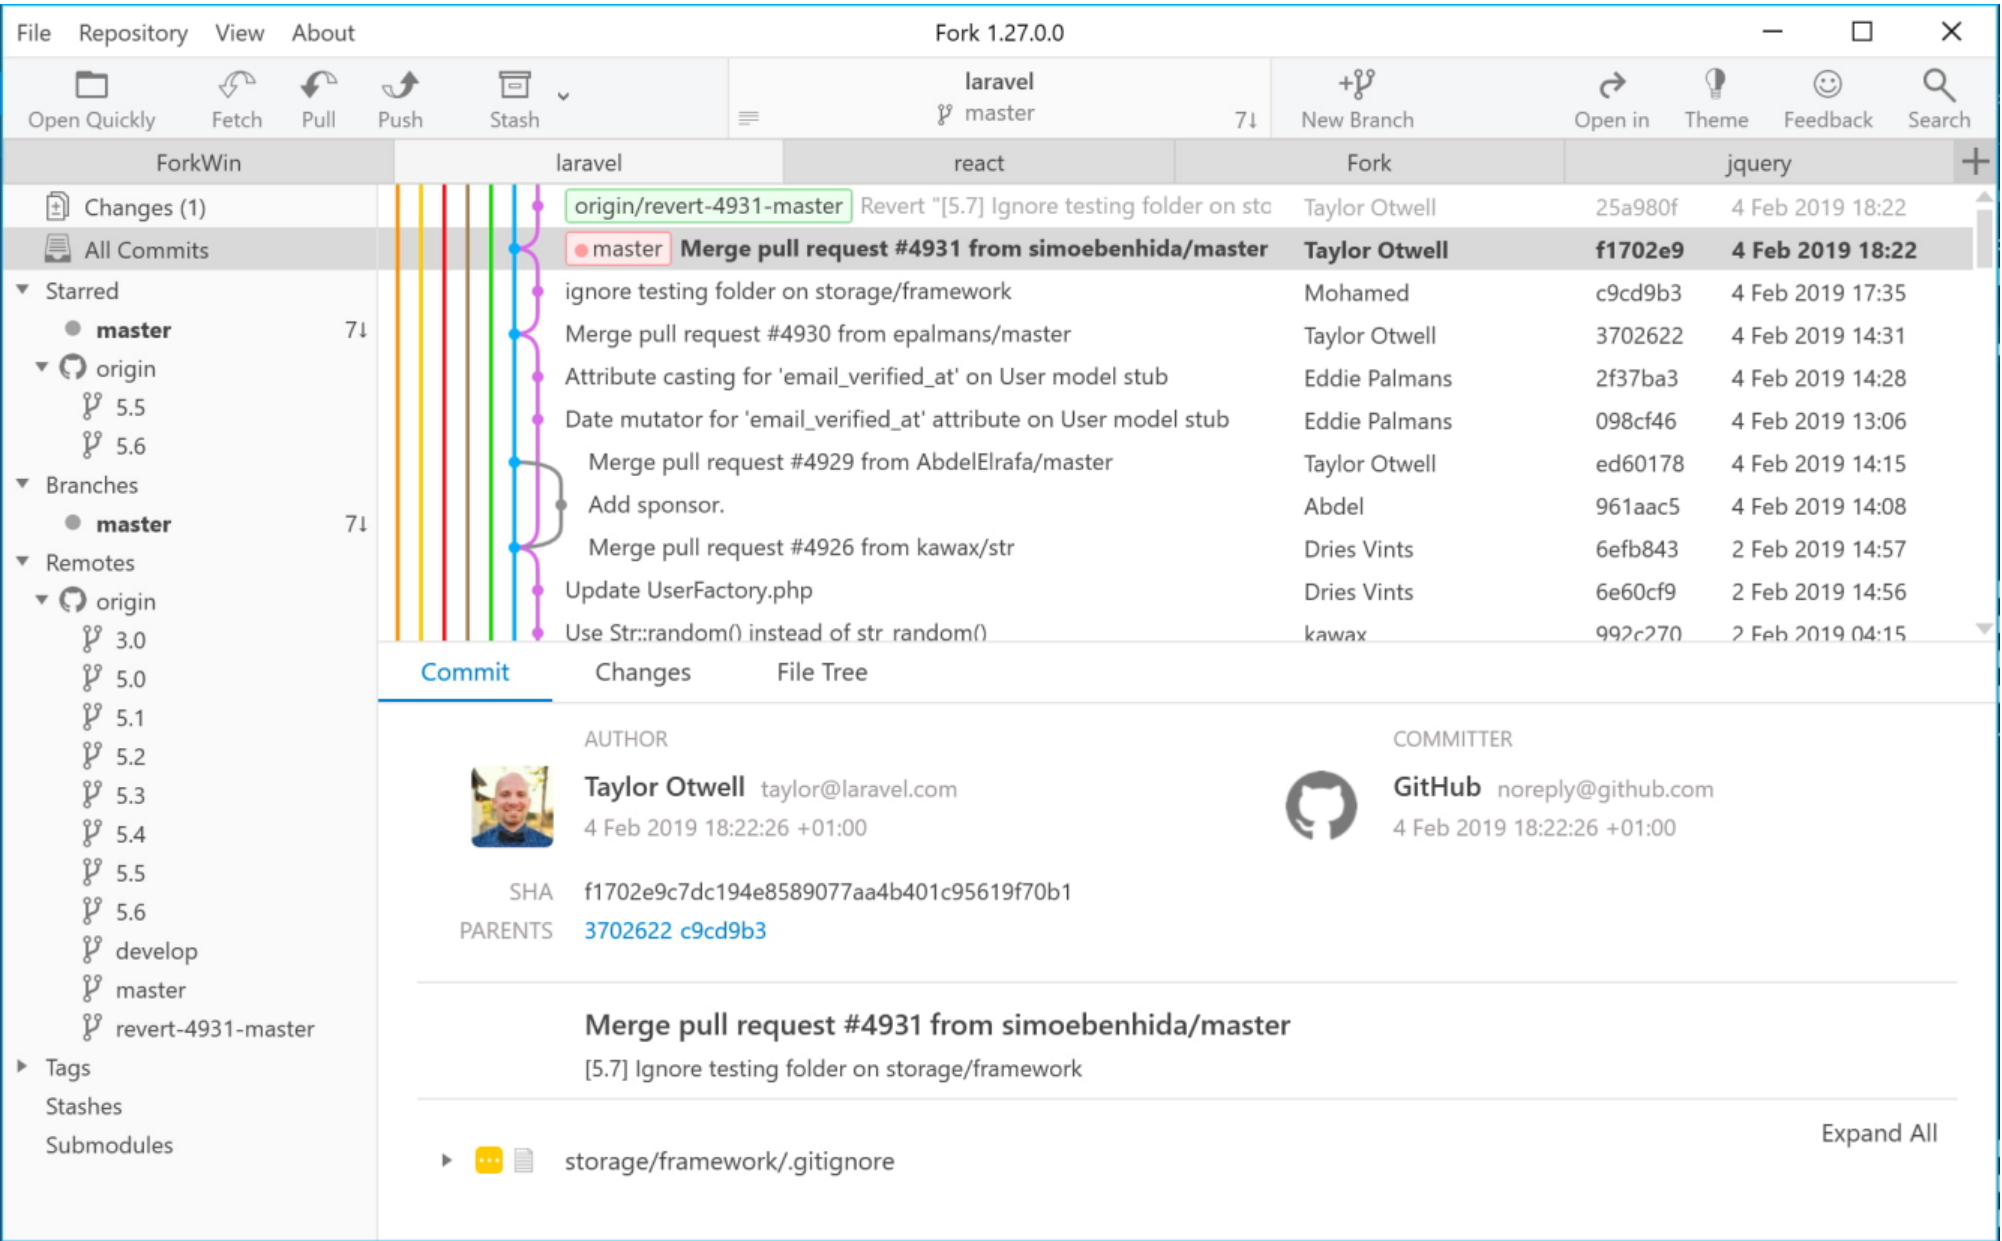 File Repository View About Fork 1.27.0.0
Open Quickly Fetch Pull Push Stash
laravel
master 7↓
New Branch Open in Theme Feedback Search
ForkWin laravel react Fork jquery
Changes (1)
All Commits
Starred
master 7↓
origin
5.5
5.6
Branches
master 7↓
Remotes
origin
3.0
5.0
5.1
5.2
5.3
5.4
5.5
5.6
develop
master
revert-4931-master
Tags
Stashes
Submodules
origin/revert-4931-master Revert "[5.7] Ignore testing folder on sto Taylor Otwell 25a980f 4 Feb 2019 18:22
master Merge pull request #4931 from simoebenhida/master Taylor Otwell f1702e9 4 Feb 2019 18:22
ignore testing folder on storage/framework Mohamed c9cd9b3 4 Feb 2019 17:35
Merge pull request #4930 from epalmans/master Taylor Otwell 3702622 4 Feb 2019 14:31
Attribute casting for 'email_verified_at' on User model stub Eddie Palmans 2f37ba3 4 Feb 2019 14:28
Date mutator for 'email_verified_at' attribute on User model stub Eddie Palmans 098cf46 4 Feb 2019 13:06
Merge pull request #4929 from AbdelElrafa/master Taylor Otwell ed60178 4 Feb 2019 14:15
Add sponsor. Abdel 961aac5 4 Feb 2019 14:08
Merge pull request #4926 from kawax/str Dries Vints 6efb843 2 Feb 2019 14:57
Update UserFactory.php Dries Vints 6e60cf9 2 Feb 2019 14:56
Use Str::random() instead of str_random() kawax 992c270 2 Feb 2019 04:15
Commit Changes File Tree
AUTHOR
Taylor Otwell taylor@laravel.com
4 Feb 2019 18:22:26 +01:00
COMMITTER
GitHub noreply@github.com
4 Feb 2019 18:22:26 +01:00
SHA f1702e9c7dc194e8589077aa4b401c95619f70b1
PARENTS 3702622 c9cd9b3
Merge pull request #4931 from simoebenhida/master
[5.7] Ignore testing folder on storage/framework
Expand All
storage/framework/.gitignore